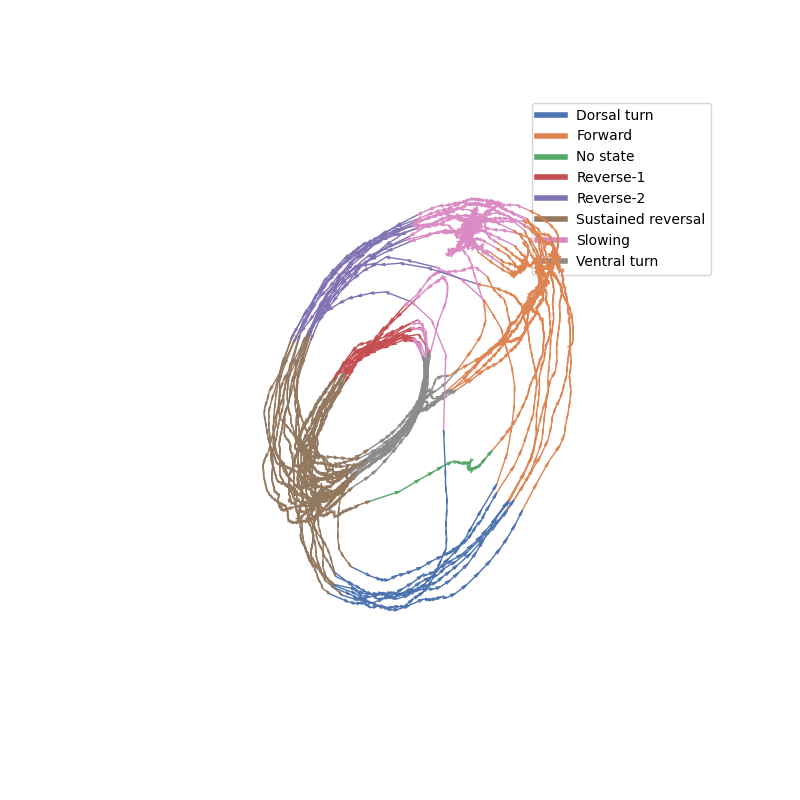 Dorsal turn
Forward
No state
Reverse-1
Reverse-2
Sustained reversal
Slowing
Ventral turn